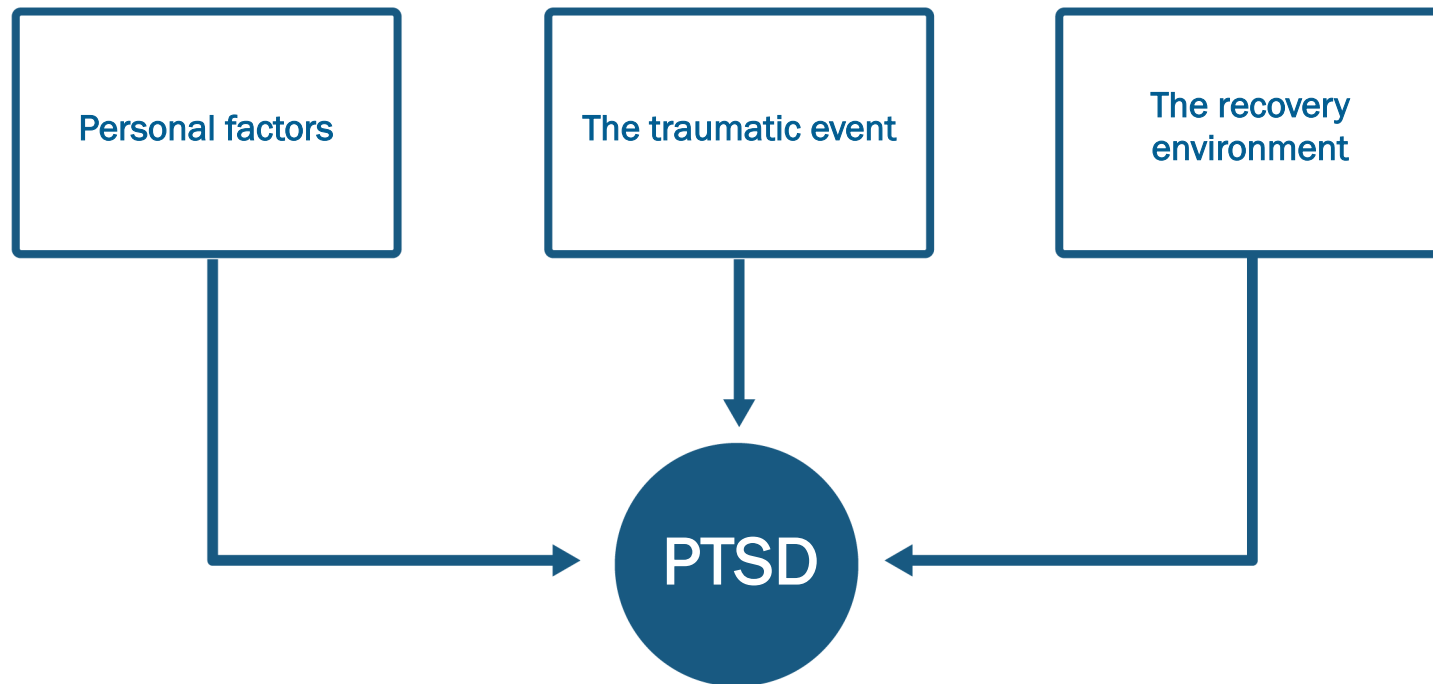 Personal factors
The traumatic event
The recovery
environment
PTSD